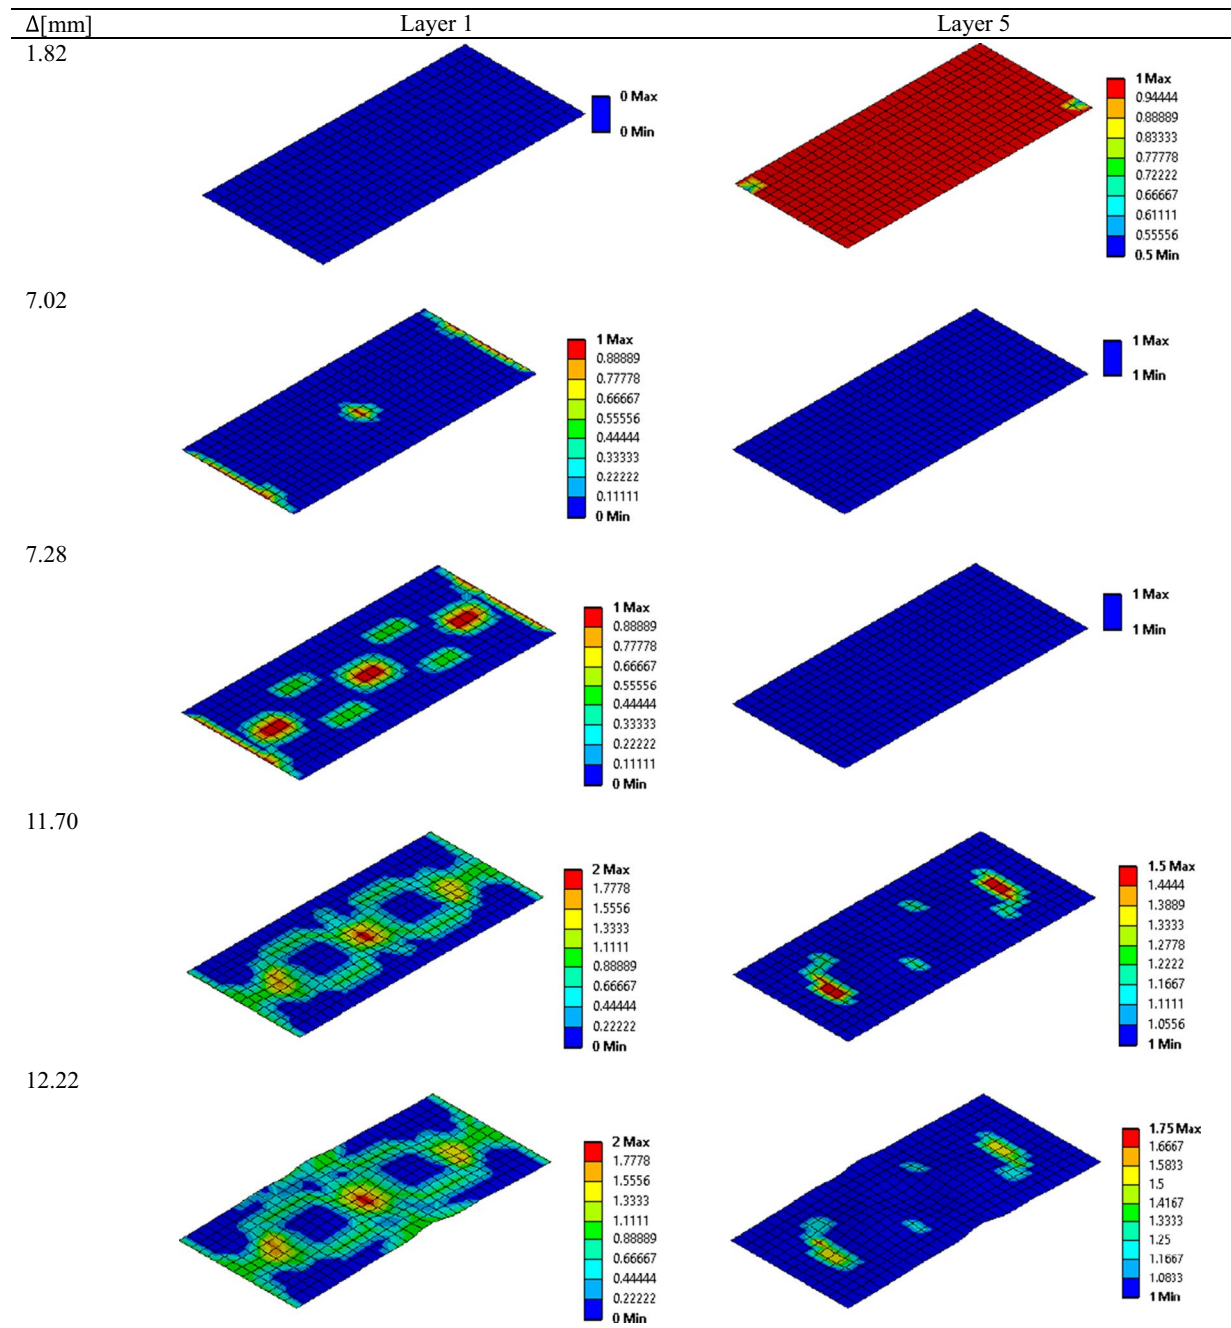 Δ[mm] Layer 1 Layer 5
1.82
0 Max
0 Min
1 Max
0.94444
0.88889
0.83333
0.77778
0.72222
0.66667
0.61111
0.55556
0.5 Min
7.02
1 Max
0.88889
0.77778
0.66667
0.55556
0.44444
0.33333
0.22222
0.11111
0 Min
1 Max
1 Min
7.28
1 Max
0.88889
0.77778
0.66667
0.55556
0.44444
0.33333
0.22222
0.11111
0 Min
1 Max
1 Min
11.70
2 Max
1.7778
1.5556
1.3333
1.1111
0.88889
0.66667
0.44444
0.22222
0 Min
1.5 Max
1.4444
1.3889
1.3333
1.2778
1.2222
1.1667
1.1111
1.0556
1 Min
12.22
2 Max
1.7778
1.5556
1.3333
1.1111
0.88889
0.66667
0.44444
0.22222
0 Min
1.75 Max
1.6667
1.5833
1.5
1.4167
1.3333
1.25
1.1667
1.0833
1 Min